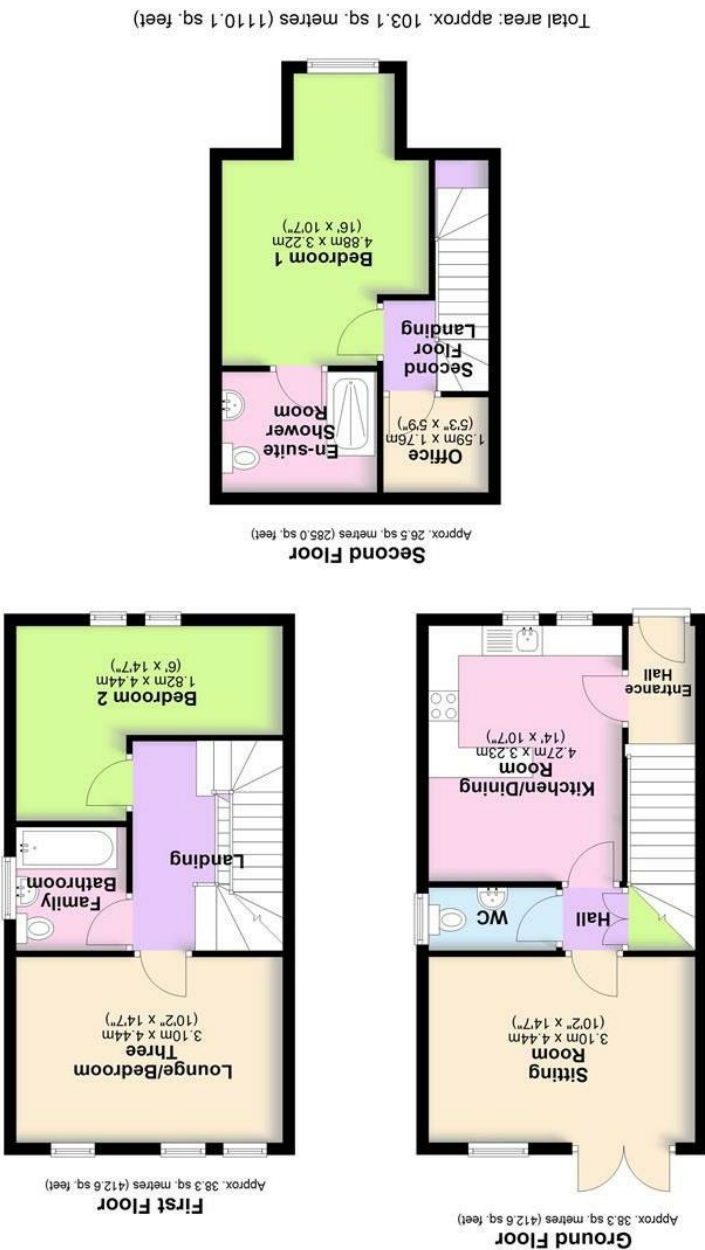 Ground Floor
Approx. 38.3 sq. metres (412.6 sq. feet)
Sitting
Room
3.10m x 4.44m
(10'2" x 14'7")
Hall
WC
Kitchen/Dining
Room
4.27m x 3.23m
(14' x 10'7")
Entrance
Hall
First Floor
Approx. 38.3 sq. metres (412.6 sq. feet)
Lounge/Bedroom
Three
3.10m x 4.44m
(10'2" x 14'7")
Landing
Family
Bathroom
Bedroom 2
1.82m x 4.44m
(6' x 14'7")
Second Floor
Approx. 26.5 sq. metres (285.0 sq. feet)
Office
1.59m x 1.76m
(5'3" x 5'9")
En-suite
Shower
Room
Second
Floor
Landing
Bedroom 1
4.88m x 3.22m
(16' x 10'7")
Total area: approx. 103.1 sq. metres (1110.1 sq. feet)